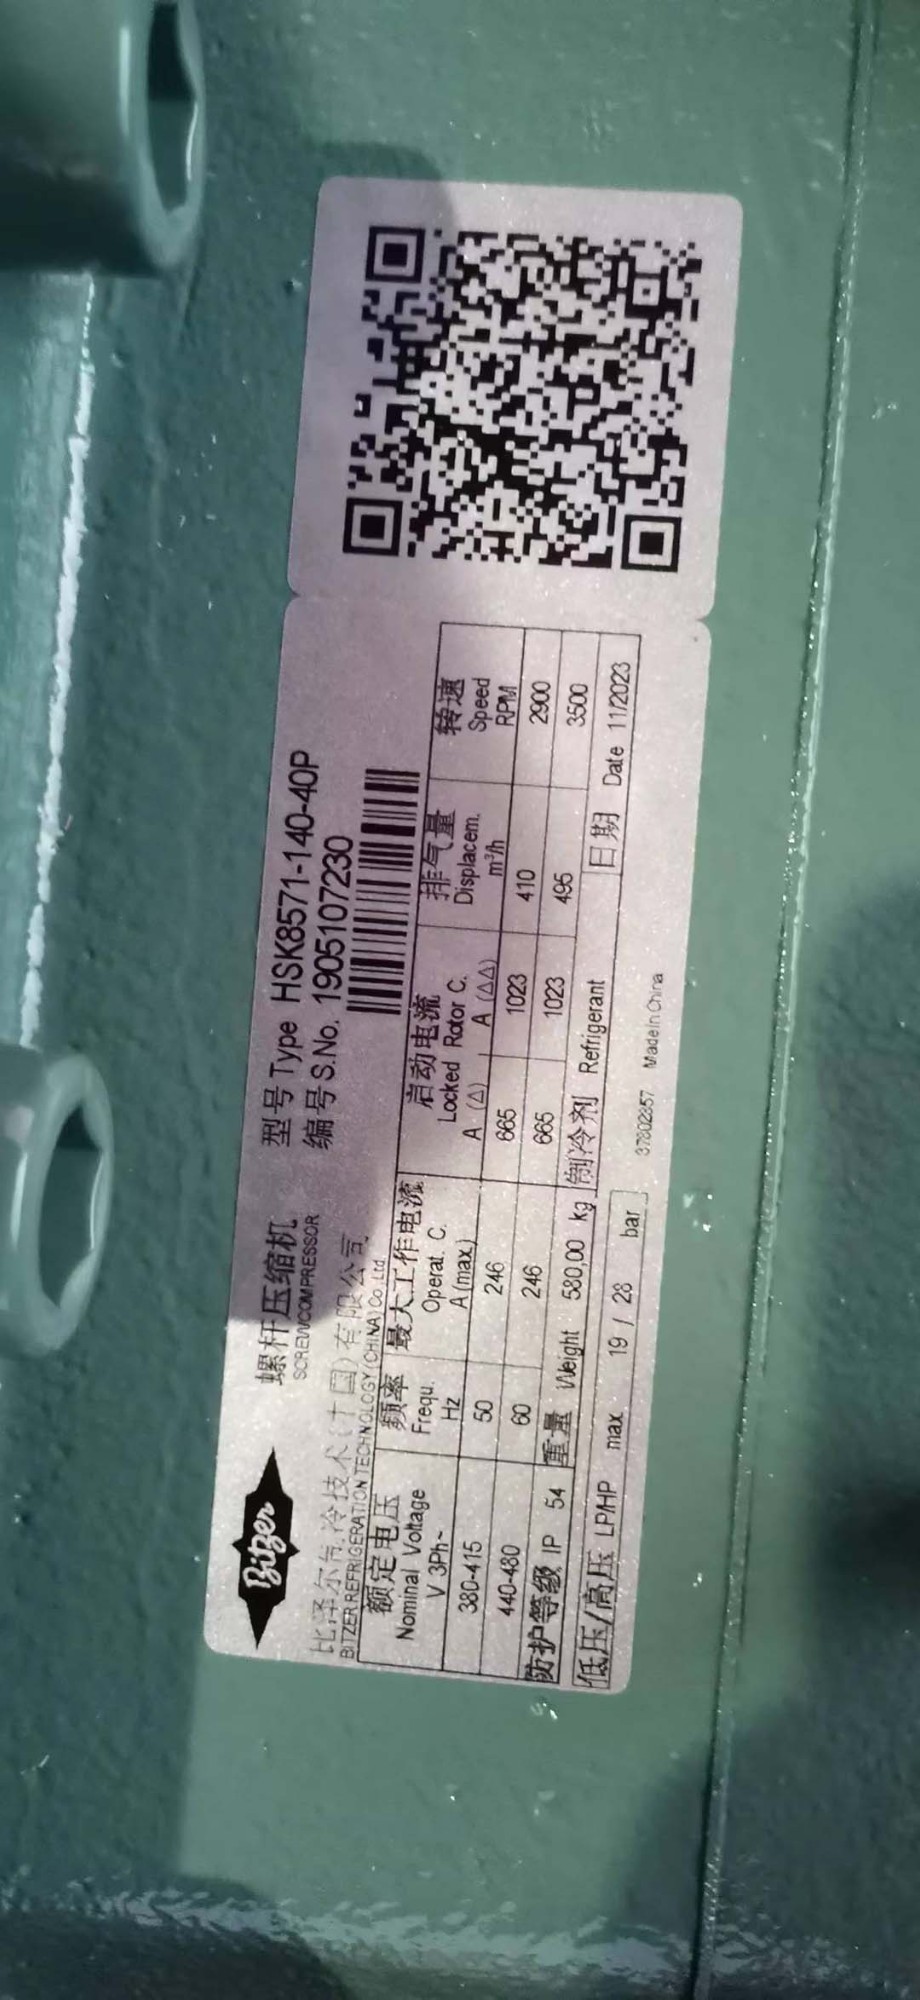 Bitzer
螺杆压缩机
SCREWCOMPRESSOR
型号 Type HSK8571-140-40P
编号 S.No. 1905107230
比泽尔制冷技术(中国)有限公司
BITZER REFRIGERATION TECHNOLOGY (CHINA) Co., Ltd.
额定电压 频率 最大工作电流 启动电流 排气量 转速
Nominal Voltage Frequ. Operat. C. Locked Rotor C. Displacem. Speed
V 3Ph~ Hz A (max.) A (△) A (△△) m³/h RPM
380-415 50 246 665 1023 410 2900
440-480 60 246 665 1023 495 3500
防护等级 IP 54 重量 Weight 580,00 kg 制冷剂 Refrigerant 日期 Date 11/2023
低压/高压 LP/HP max 19 / 28 bar
37802857 Made In China